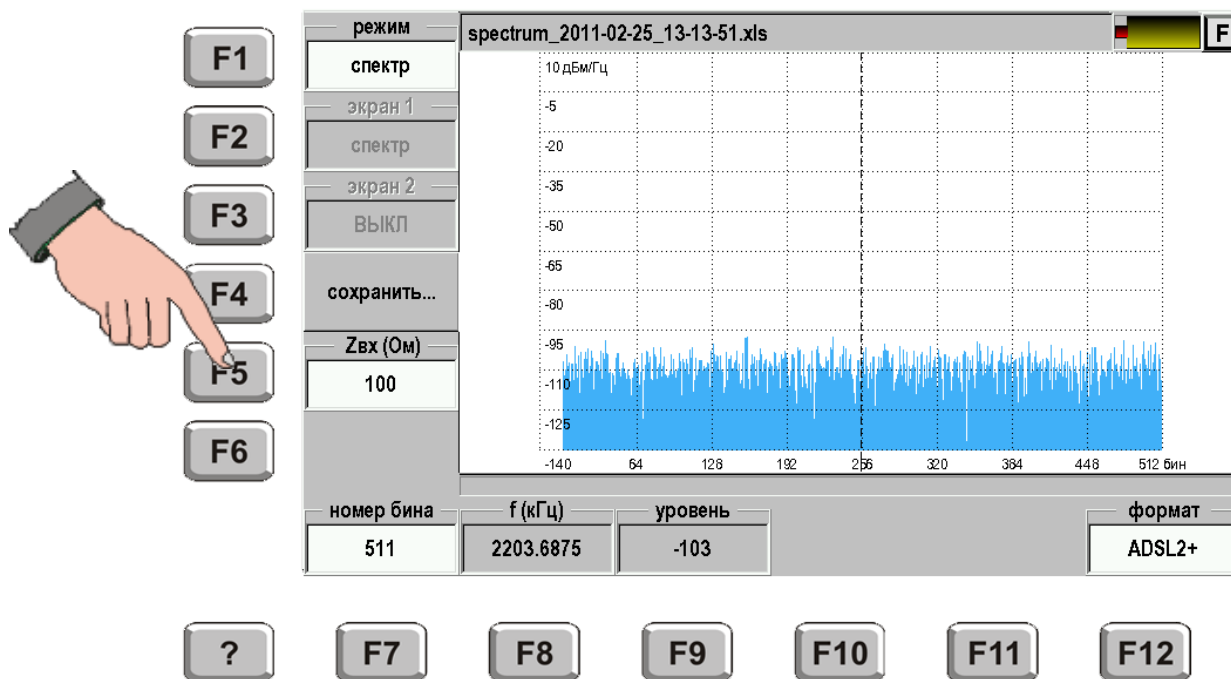 F1
F2
F3
F4
F5
F6
режим
спектр
экран 1
спектр
экран 2
ВЫКЛ
сохранить...
Zвх (Ом)
100
spectrum_2011-02-25_13-13-51.xls
F
10 дБм/Гц
-5
-20
-35
-50
-65
-80
-95
-110
-125
-140 64 128 192 256 320 384 448 512 бин
номер бина f (кГц) уровень формат
511 2203.6875 -103 ADSL2+
? F7 F8 F9 F10 F11 F12